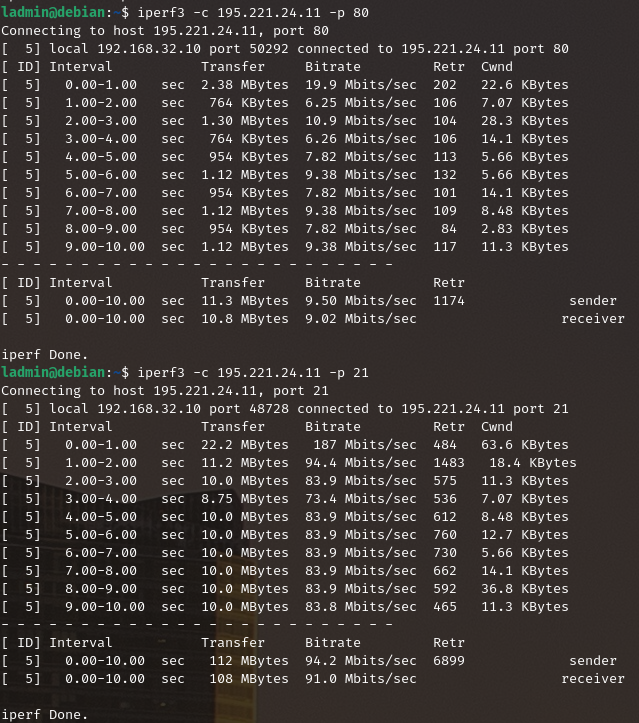 ladmin@debian:~$ iperf3 -c 195.221.24.11 -p 80
Connecting to host 195.221.24.11, port 80
[  5] local 192.168.32.10 port 50292 connected to 195.221.24.11 port 80
[ ID] Interval           Transfer     Bitrate         Retr  Cwnd
[  5]   0.00-1.00   sec  2.38 MBytes  19.9 Mbits/sec  202   22.6 KBytes
[  5]   1.00-2.00   sec   764 KBytes  6.25 Mbits/sec  106   7.07 KBytes
[  5]   2.00-3.00   sec  1.30 MBytes  10.9 Mbits/sec  104   28.3 KBytes
[  5]   3.00-4.00   sec   764 KBytes  6.26 Mbits/sec  106   14.1 KBytes
[  5]   4.00-5.00   sec   954 KBytes  7.82 Mbits/sec  113   5.66 KBytes
[  5]   5.00-6.00   sec  1.12 MBytes  9.38 Mbits/sec  132   5.66 KBytes
[  5]   6.00-7.00   sec   954 KBytes  7.82 Mbits/sec  101   14.1 KBytes
[  5]   7.00-8.00   sec  1.12 MBytes  9.38 Mbits/sec  109   8.48 KBytes
[  5]   8.00-9.00   sec   954 KBytes  7.82 Mbits/sec   84   2.83 KBytes
[  5]   9.00-10.00  sec  1.12 MBytes  9.38 Mbits/sec  117   11.3 KBytes
- - - - - - - - - - - - - - - - - - - - - - - - -
[ ID] Interval           Transfer     Bitrate         Retr
[  5]   0.00-10.00  sec  11.3 MBytes  9.50 Mbits/sec  1174             sender
[  5]   0.00-10.00  sec  10.8 MBytes  9.02 Mbits/sec                  receiver
iperf Done.
ladmin@debian:~$ iperf3 -c 195.221.24.11 -p 21
Connecting to host 195.221.24.11, port 21
[  5] local 192.168.32.10 port 48728 connected to 195.221.24.11 port 21
[ ID] Interval           Transfer     Bitrate         Retr  Cwnd
[  5]   0.00-1.00   sec  22.2 MBytes   187 Mbits/sec  484   63.6 KBytes
[  5]   1.00-2.00   sec  11.2 MBytes  94.4 Mbits/sec  1483   18.4 KBytes
[  5]   2.00-3.00   sec  10.0 MBytes  83.9 Mbits/sec  575   11.3 KBytes
[  5]   3.00-4.00   sec  8.75 MBytes  73.4 Mbits/sec  536   7.07 KBytes
[  5]   4.00-5.00   sec  10.0 MBytes  83.9 Mbits/sec  612   8.48 KBytes
[  5]   5.00-6.00   sec  10.0 MBytes  83.9 Mbits/sec  760   12.7 KBytes
[  5]   6.00-7.00   sec  10.0 MBytes  83.9 Mbits/sec  730   5.66 KBytes
[  5]   7.00-8.00   sec  10.0 MBytes  83.9 Mbits/sec  662   14.1 KBytes
[  5]   8.00-9.00   sec  10.0 MBytes  83.9 Mbits/sec  592   36.8 KBytes
[  5]   9.00-10.00  sec  10.0 MBytes  83.8 Mbits/sec  465   11.3 KBytes
- - - - - - - - - - - - - - - - - - - - - - - - -
[ ID] Interval           Transfer     Bitrate         Retr
[  5]   0.00-10.00  sec   112 MBytes  94.2 Mbits/sec  6899             sender
[  5]   0.00-10.00  sec   108 MBytes  91.0 Mbits/sec                  receiver
iperf Done.